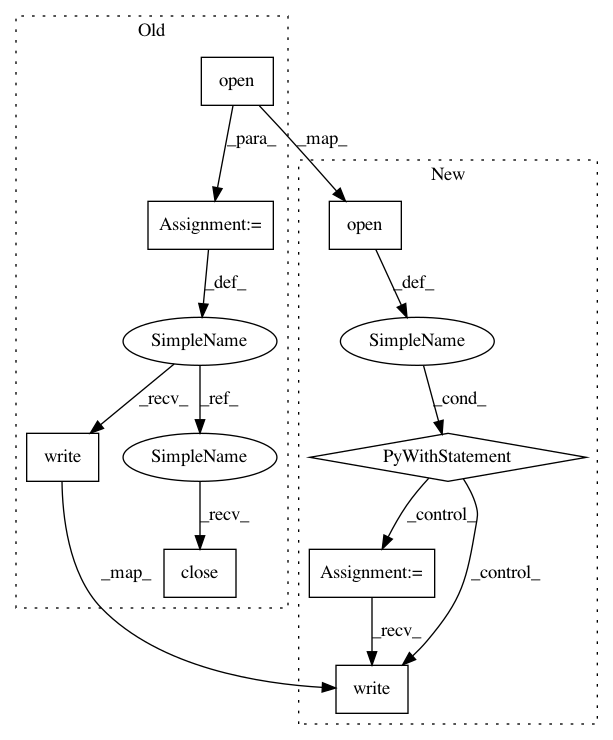 Old
open
_para_
_map_
New
Assignment:=
open
_def_
_def_
SimpleName
SimpleName
_recv_
_ref_
_cond_
write
SimpleName
PyWithStatement
_recv_
_control_
_map_
close
Assignment:=
_control_
_recv_
write